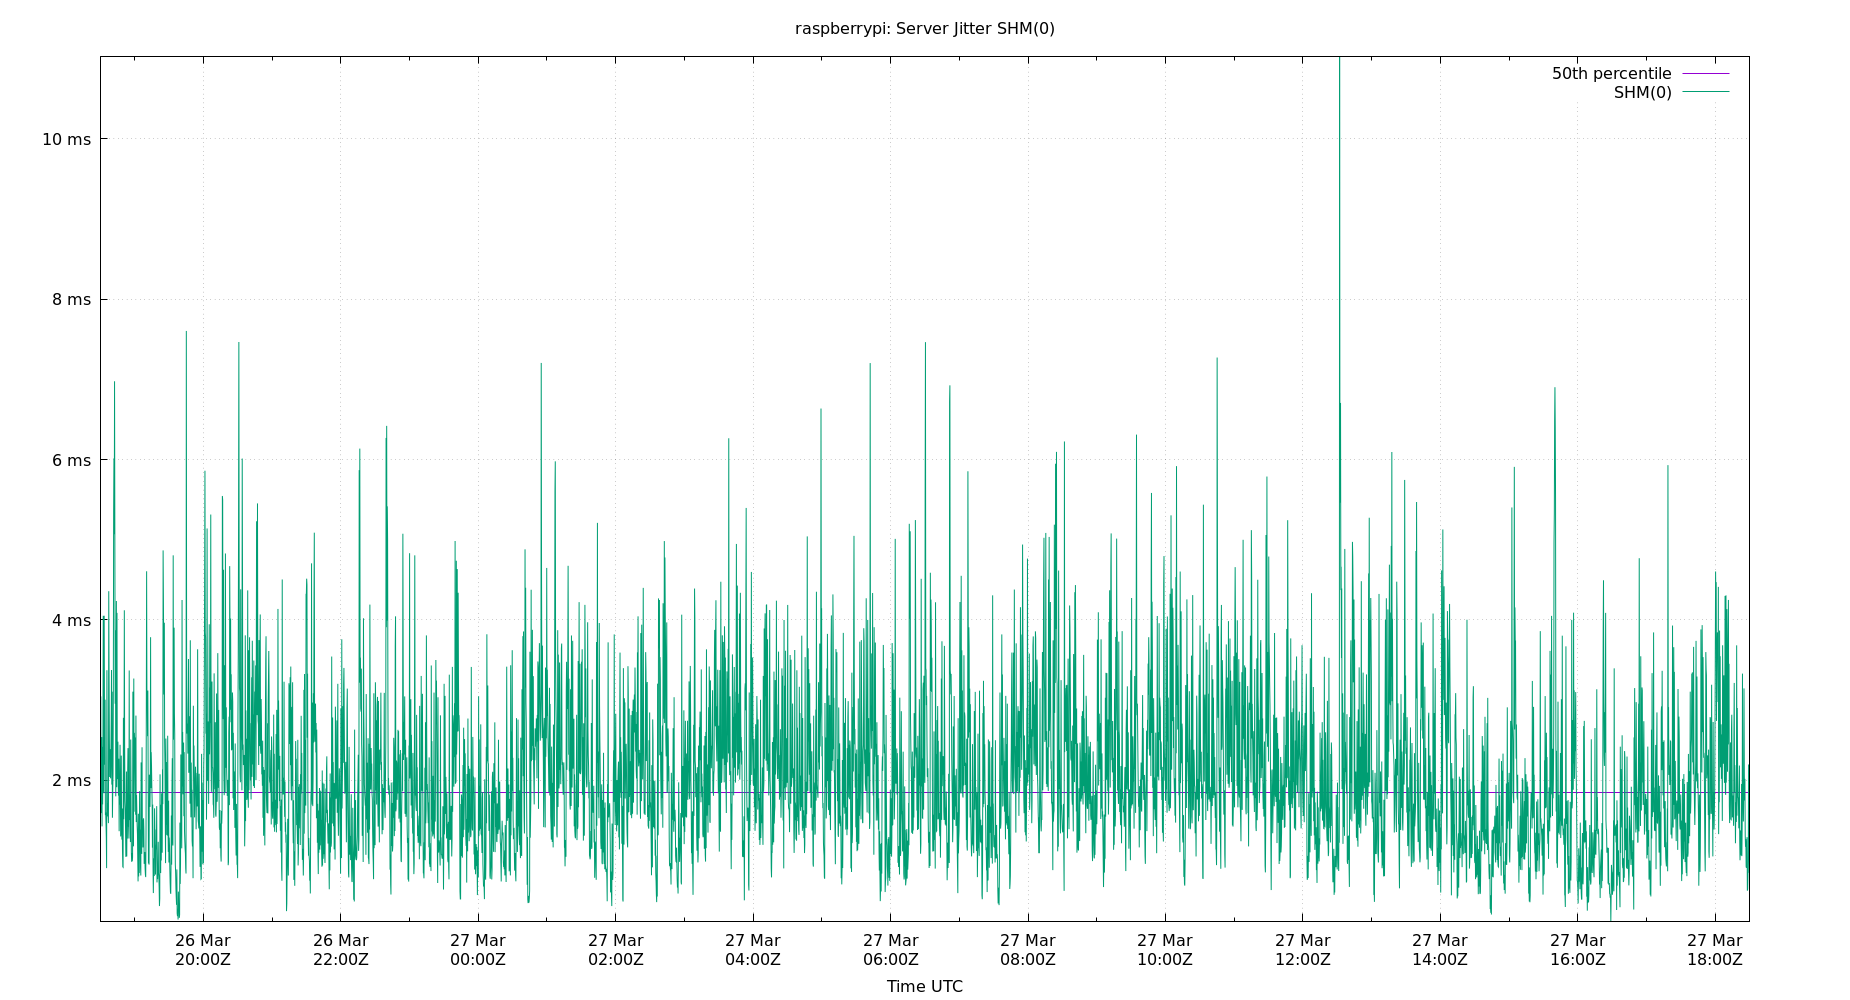 raspberrypi: Server Jitter SHM(0)
50th percentile
SHM(0)
10 ms
8 ms
6 ms
4 ms
2 ms
26 Mar 26 Mar 27 Mar 27 Mar 27 Mar 27 Mar 27 Mar 27 Mar 27 Mar 27 Mar 27 Mar 27 Mar
20:00Z 22:00Z 00:00Z 02:00Z 04:00Z 06:00Z 08:00Z 10:00Z 12:00Z 14:00Z 16:00Z 18:00Z
Time UTC